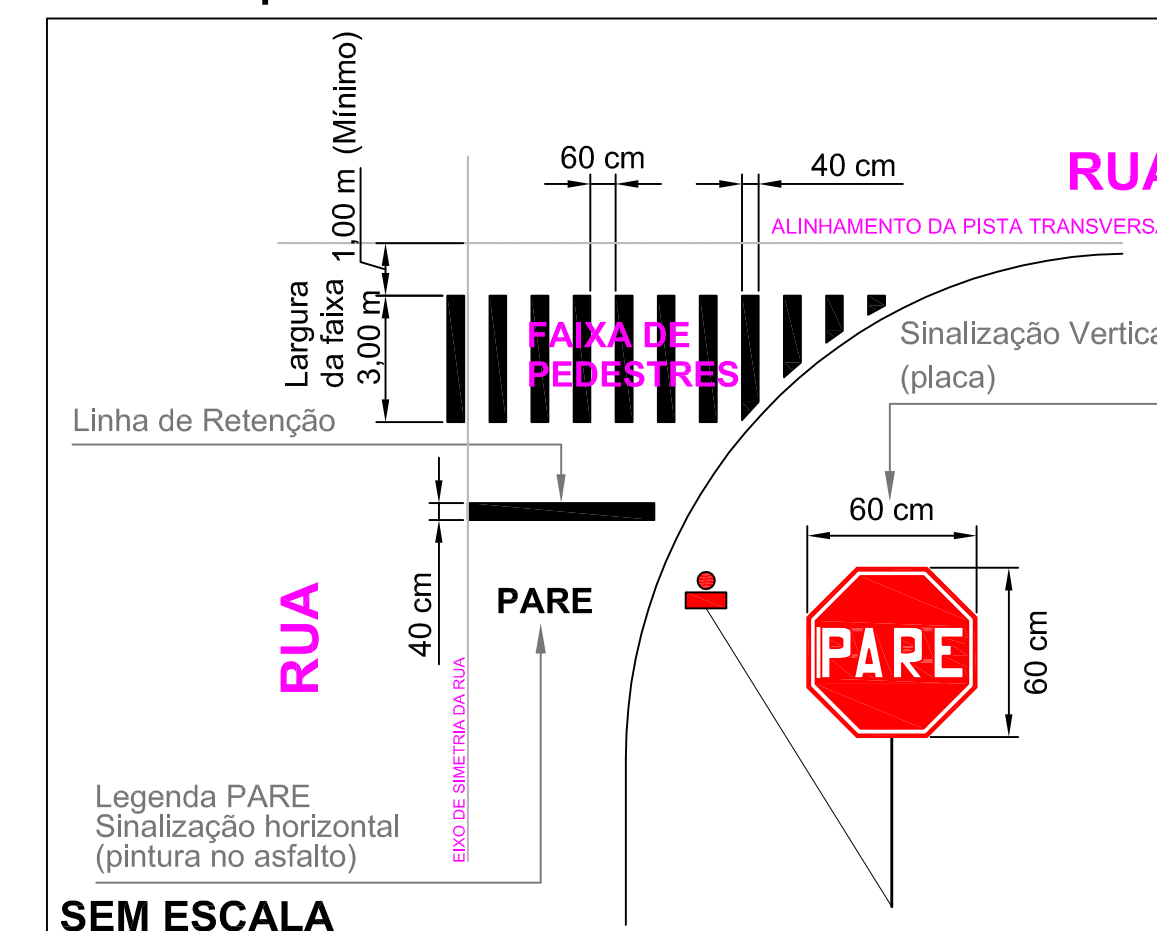 1,00 m (Mínimo)
60 cm
40 cm
RUA
ALINHAMENTO DA PISTA TRANSVERSA
Largura
da faixa
3,00 m
FAIXA DE
PEDESTRES
Sinalização Vertica
(placa)
Linha de Retenção
60 cm
40 cm
PARE
PARE
60 cm
RUA
EIXO DE SIMETRIA DA RUA
Legenda PARE
Sinalização horizontal
(pintura no asfalto)
SEM ESCALA